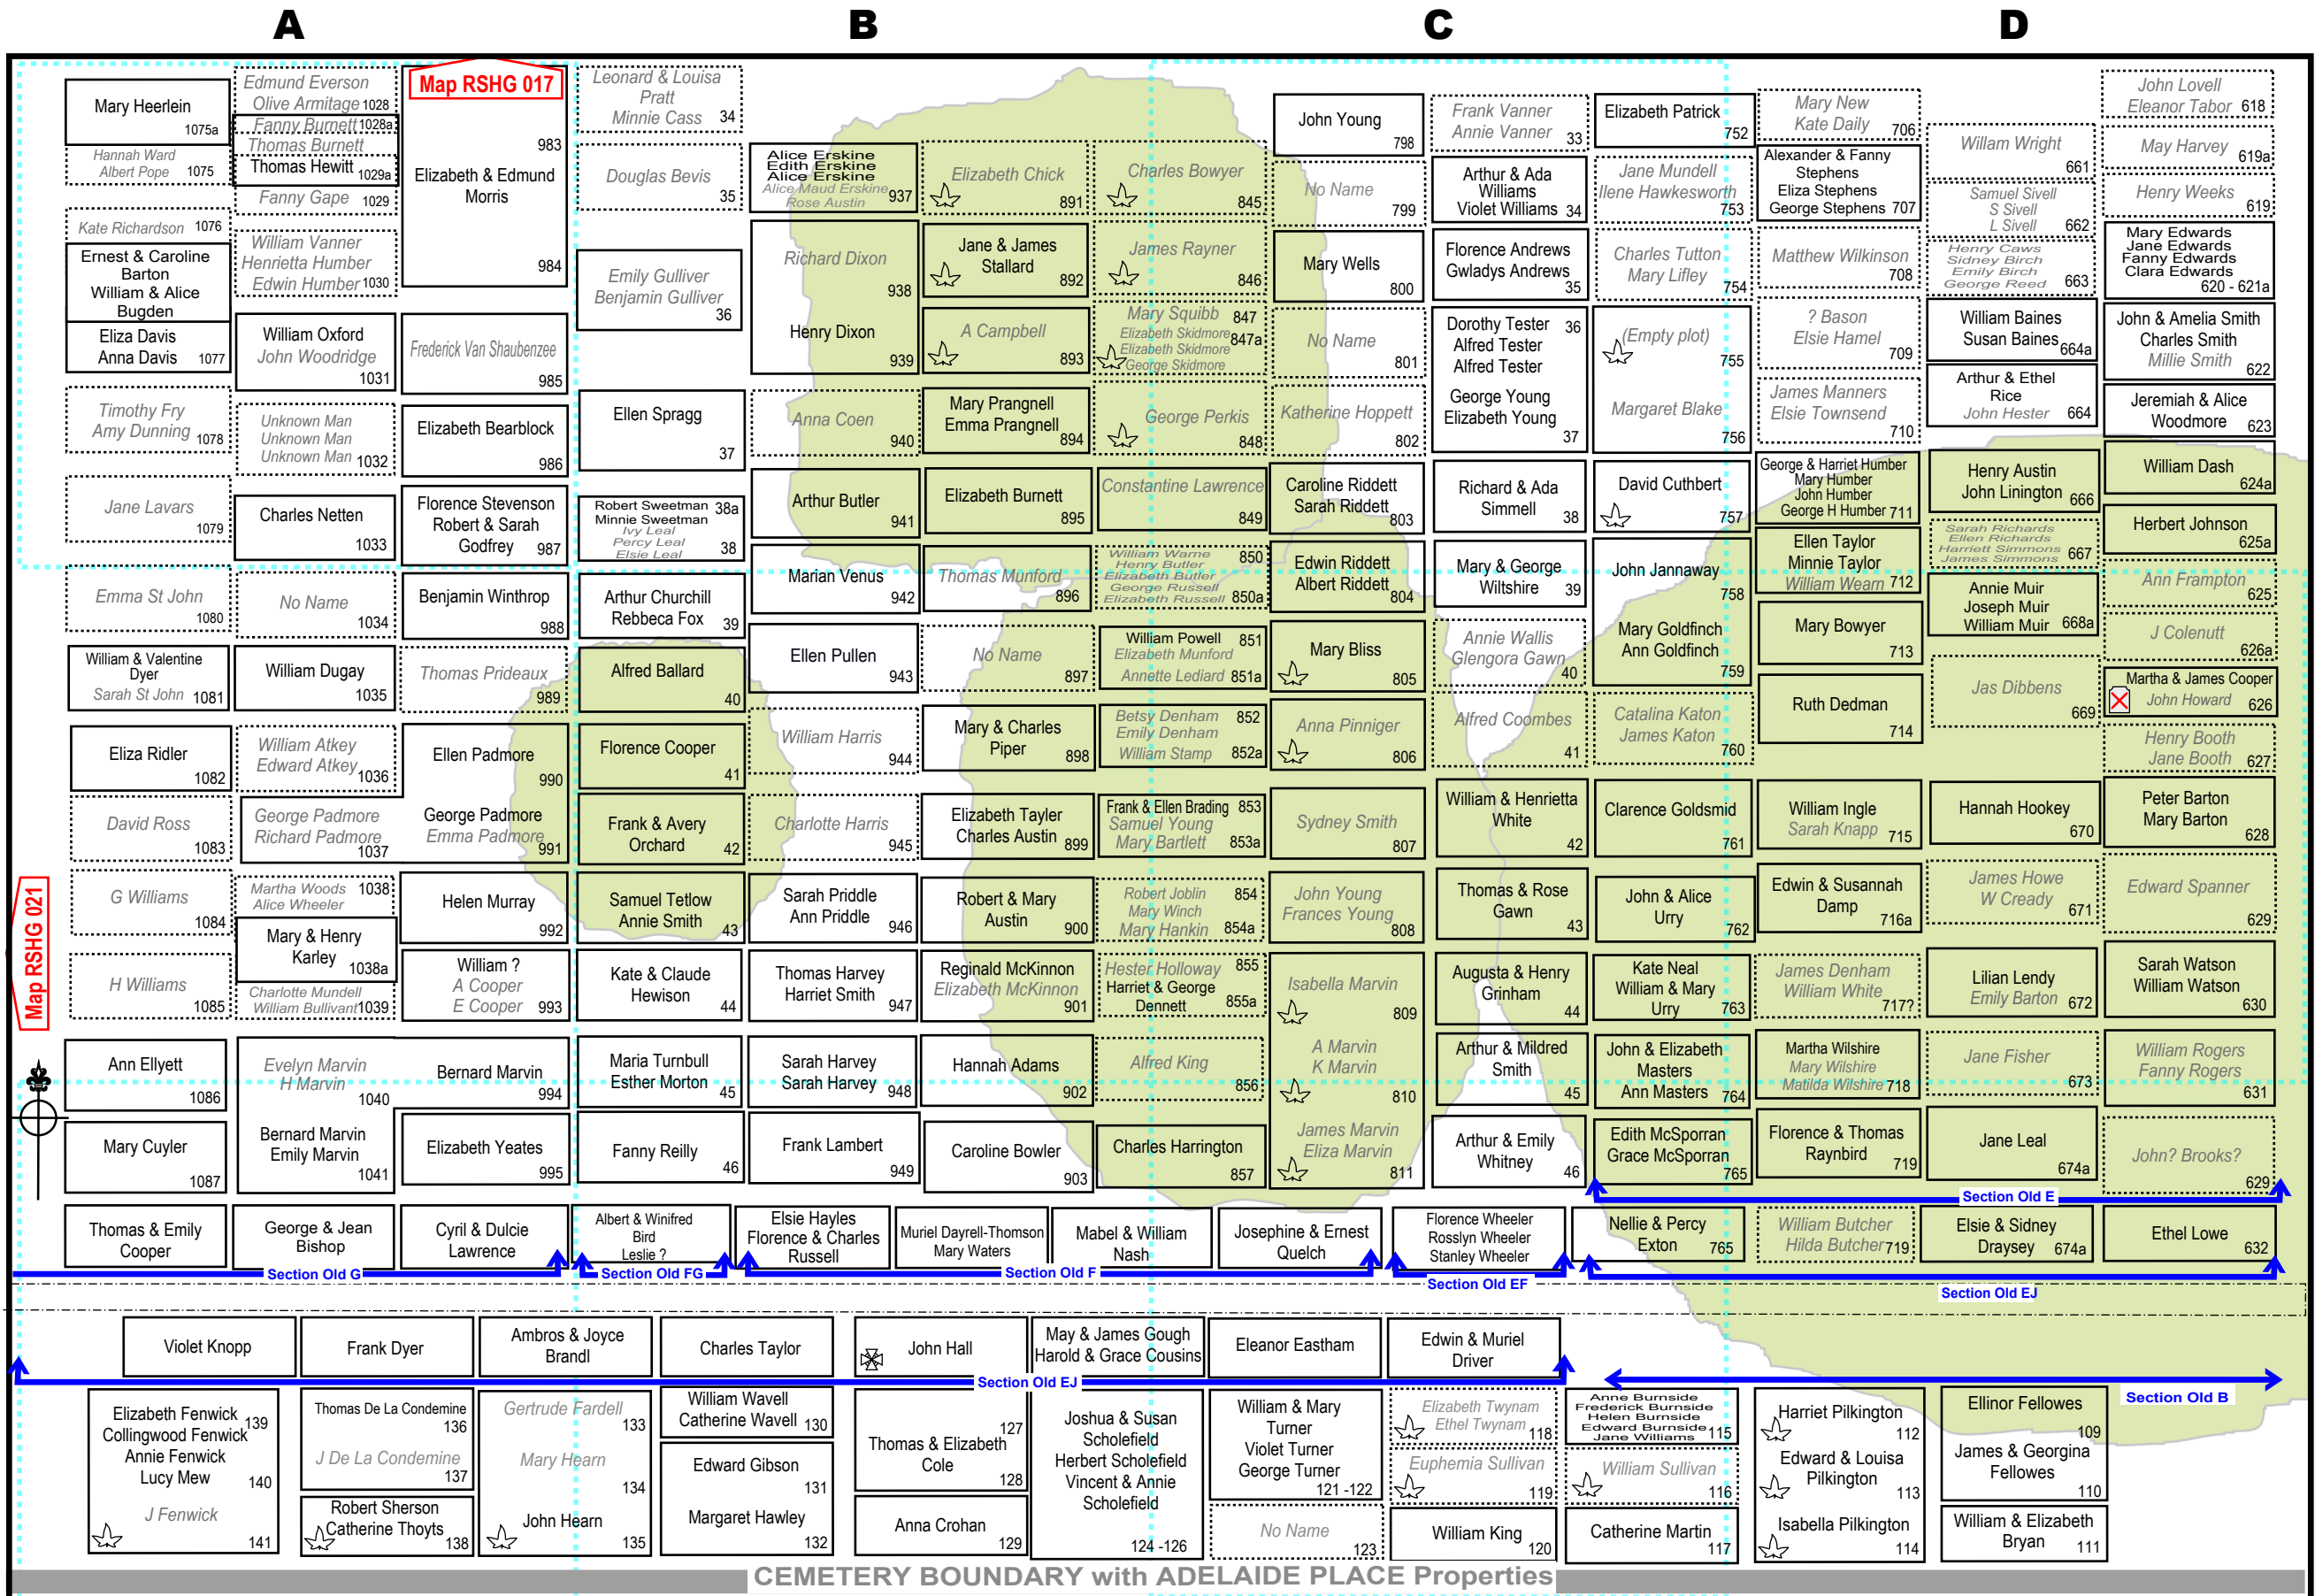 A
B
C
D
Map RSHG 017
Map RSHG 021
Mary Heerlein
1075a
Hannah Ward
Albert Pope 1075
Kate Richardson 1076
Ernest & Caroline
Barton
William & Alice
Bugden
Eliza Davis
Anna Davis 1077
Timothy Fry
Amy Dunning 1078
Jane Lavars
1079
Emma St John
1080
William & Valentine
Dyer
Sarah St John 1081
Eliza Ridler
1082
David Ross
1083
G Williams
1084
H Williams
1085
Ann Ellyett
1086
Mary Cuyler
1087
Thomas & Emily
Cooper
Edmund Everson
Olive Armitage 1028
Fanny Burnett 1028a
Thomas Burnett
Thomas Hewitt 1029a
Fanny Gape 1029
William Vanner
Henrietta Humber
Edwin Humber 1030
William Oxford
John Woodridge
1031
Unknown Man
Unknown Man
Unknown Man 1032
Charles Netten
1033
No Name
1034
William Dugay
1035
William Atkey
Edward Atkey 1036
George Padmore
Richard Padmore
1037
Martha Woods 1038
Alice Wheeler
Mary & Henry
Karley
1038a
Charlotte Mundell
William Bullivant 1039
Evelyn Marvin
H Marvin
1040
Bernard Marvin
Emily Marvin
1041
George & Jean
Bishop
983
Elizabeth & Edmund
Morris
984
Frederick Van Shaubenzee
985
Elizabeth Bearblock
986
Florence Stevenson
Robert & Sarah
Godfrey 987
Benjamin Winthrop
988
Thomas Prideaux
989
Ellen Padmore
990
George Padmore
Emma Padmore
991
Helen Murray
992
William ?
A Cooper
E Cooper 993
Bernard Marvin
994
Elizabeth Yeates
995
Cyril & Dulcie
Lawrence
Leonard & Louisa
Pratt
Minnie Cass 34
Douglas Bevis
35
Emily Gulliver
Benjamin Gulliver
36
Ellen Spragg
37
Robert Sweetman 38a
Minnie Sweetman
Ivy Leal
Percy Leal
Elsie Leal 38
Arthur Churchill
Rebbeca Fox 39
Alfred Ballard
40
Florence Cooper
41
Frank & Avery
Orchard 42
Samuel Tetlow
Annie Smith 43
Kate & Claude
Hewison
44
Maria Turnbull
Esther Morton 45
Fanny Reilly
46
Albert & Winifred
Bird
Leslie ?
Alice Erskine
Edith Erskine
Alice Erskine
Alice Maud Erskine 937
Rose Austin
Richard Dixon
938
Henry Dixon
939
Anna Coen
940
Arthur Butler
941
Marian Venus
942
Ellen Pullen
943
William Harris
944
Charlotte Harris
945
Sarah Priddle
Ann Priddle 946
Thomas Harvey
Harriet Smith 947
Sarah Harvey
Sarah Harvey 948
Frank Lambert
949
Elsie Hayles
Florence & Charles
Russell
Elizabeth Chick
891
Jane & James
Stallard
892
A Campbell
893
Mary Prangnell
Emma Prangnell
894
Elizabeth Burnett
895
Thomas Munford
896
No Name
897
Mary & Charles
Piper
898
Elizabeth Tayler
Charles Austin 899
Robert & Mary
Austin 900
Reginald McKinnon
Elizabeth McKinnon
901
Hannah Adams
902
Caroline Bowler
903
Muriel Dayrell-Thomson
Mary Waters
Charles Bowyer
845
James Rayner
846
Mary Squibb 847
Elizabeth Skidmore 847a
Elizabeth Skidmore
George Skidmore
George Perkis
848
Constantine Lawrence
849
William Warne 850
Henry Butler
Elizabeth Butler
George Russell
Elizabeth Russell 850a
William Powell 851
Elizabeth Munford
Annette Lediard 851a
Betsy Denham 852
Emily Denham
William Stamp 852a
Frank & Ellen Brading 853
Samuel Young
Mary Bartlett 853a
Robert Joblin 854
Mary Winch
Mary Hankin 854a
Hester Holloway 855
Harriet & George
Dennett 855a
Alfred King
856
Charles Harrington
857
Mabel & William
Nash
John Young
798
No Name
799
Mary Wells
800
No Name
801
Katherine Hoppett
802
Caroline Riddett
Sarah Riddett
803
Edwin Riddett
Albert Riddett
804
Mary Bliss
805
Anna Pinniger
806
Sydney Smith
807
John Young
Frances Young
808
Isabella Marvin
809
A Marvin
K Marvin
810
James Marvin
Eliza Marvin
811
Josephine & Ernest
Quelch
Frank Vanner
Annie Vanner 33
Arthur & Ada
Williams
Violet Williams 34
Florence Andrews
Gwladys Andrews
35
Dorothy Tester 36
Alfred Tester
Alfred Tester
George Young
Elizabeth Young
37
Richard & Ada
Simmell
38
Mary & George
Wiltshire 39
Annie Wallis
Glengora Gawn
40
Alfred Coombes
41
William & Henrietta
White
42
Thomas & Rose
Gawn
43
Augusta & Henry
Grinham
44
Arthur & Mildred
Smith
45
Arthur & Emily
Whitney
46
Florence Wheeler
Rosslyn Wheeler
Stanley Wheeler
Elizabeth Patrick
752
Jane Mundell
Ilene Hawkesworth
753
Charles Tutton
Mary Lifley
754
(Empty plot)
755
Margaret Blake
756
David Cuthbert
757
John Jannaway
758
Mary Goldfinch
Ann Goldfinch
759
Catalina Katon
James Katon
760
Clarence Goldsmid
761
John & Alice
Urry
762
Kate Neal
William & Mary
Urry 763
John & Elizabeth
Masters
Ann Masters 764
Edith McSporran
Grace McSporran
765
Nellie & Percy
Exton 765
Mary New
Kate Daily 706
Alexander & Fanny
Stephens
Eliza Stephens
George Stephens 707
Matthew Wilkinson
708
? Bason
Elsie Hamel
709
James Manners
Elsie Townsend
710
George & Harriet Humber
Mary Humber
John Humber
George H Humber 711
Ellen Taylor
Minnie Taylor
William Wearn 712
Mary Bowyer
713
Ruth Dedman
714
William Ingle
Sarah Knapp 715
Edwin & Susannah
Damp
716a
James Denham
William White
717?
Martha Wilshire
Mary Wilshire
Matilda Wilshire 718
Florence & Thomas
Raynbird 719
William Butcher
Hilda Butcher 719
Willam Wright
661
Samuel Sivell
S Sivell
L Sivell 662
Henry Caws
Sidney Birch
Emily Birch
George Reed 663
William Baines
Susan Baines 664a
Arthur & Ethel
Rice
John Hester 664
Henry Austin
John Linington 666
Sarah Richards
Ellen Richards
Harriett Simmons 667
James Simmons
Annie Muir
Joseph Muir
William Muir 668a
Jas Dibbens
669
Hannah Hookey
670
James Howe
W Cready
671
Lilian Lendy
Emily Barton 672
Jane Fisher
673
Jane Leal
674a
Elsie & Sidney
Draysey 674a
John Lovell
Eleanor Tabor 618
May Harvey
619a
Henry Weeks
619
Mary Edwards
Jane Edwards
Fanny Edwards
Clara Edwards
620 - 621a
John & Amelia Smith
Charles Smith
Millie Smith
622
Jeremiah & Alice
Woodmore
623
William Dash
624a
Herbert Johnson
625a
Ann Frampton
625
J Colenutt
626a
Martha & James Cooper
John Howard 626
Henry Booth
Jane Booth 627
Peter Barton
Mary Barton
628
Edward Spanner
629
Sarah Watson
William Watson
630
William Rogers
Fanny Rogers
631
John? Brooks?
629
Ethel Lowe
632
Section Old E
Section Old G
Section Old FG
Section Old F
Section Old EF
Section Old EJ
Violet Knopp
Frank Dyer
Ambros & Joyce
Brandl
Charles Taylor
John Hall
May & James Gough
Harold & Grace Cousins
Eleanor Eastham
Edwin & Muriel
Driver
Section Old EJ
Section Old B
Elizabeth Fenwick 139
Collingwood Fenwick
Annie Fenwick
Lucy Mew 140
J Fenwick
141
Thomas De La Condemine
136
J De La Condemine
137
Robert Sherson
Catherine Thoyts
138
Gertrude Fardell
133
Mary Hearn
134
John Hearn
135
William Wavell
Catherine Wavell 130
Edward Gibson
131
Margaret Hawley
132
127
Thomas & Elizabeth
Cole
128
Anna Crohan
129
Joshua & Susan
Scholefield
Herbert Scholefield
Vincent & Annie
Scholefield
124 -126
William & Mary
Turner
Violet Turner
George Turner
121 -122
No Name
123
Elizabeth Twynam
Ethel Twynam 118
Euphemia Sullivan
119
William King
120
Anne Burnside
Frederick Burnside
Helen Burnside
Edward Burnside 115
Jane Williams
William Sullivan
116
Catherine Martin
117
Harriet Pilkington
112
Edward & Louisa
Pilkington
113
Isabella Pilkington
114
Ellinor Fellowes
109
James & Georgina
Fellowes
110
William & Elizabeth
Bryan
111
CEMETERY BOUNDARY with ADELAIDE PLACE Properties